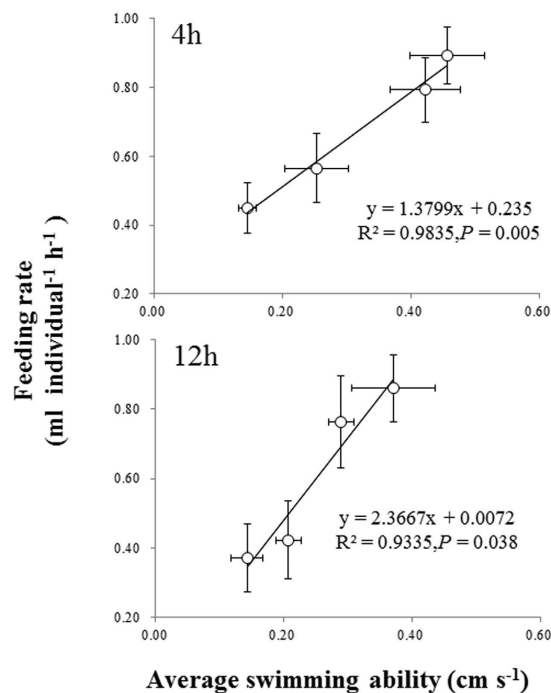 4h
1.00
0.80
0.60
0.40
0.20
y = 1.3799x + 0.235
R² = 0.9835, P = 0.005
0.00 0.20 0.40 0.60
Feeding rate
(ml individual⁻¹ h⁻¹)
12h
1.00
0.80
0.60
0.40
0.20
y = 2.3667x + 0.0072
R² = 0.9335, P = 0.038
0.00 0.20 0.40 0.60
Average swimming ability (cm s⁻¹)